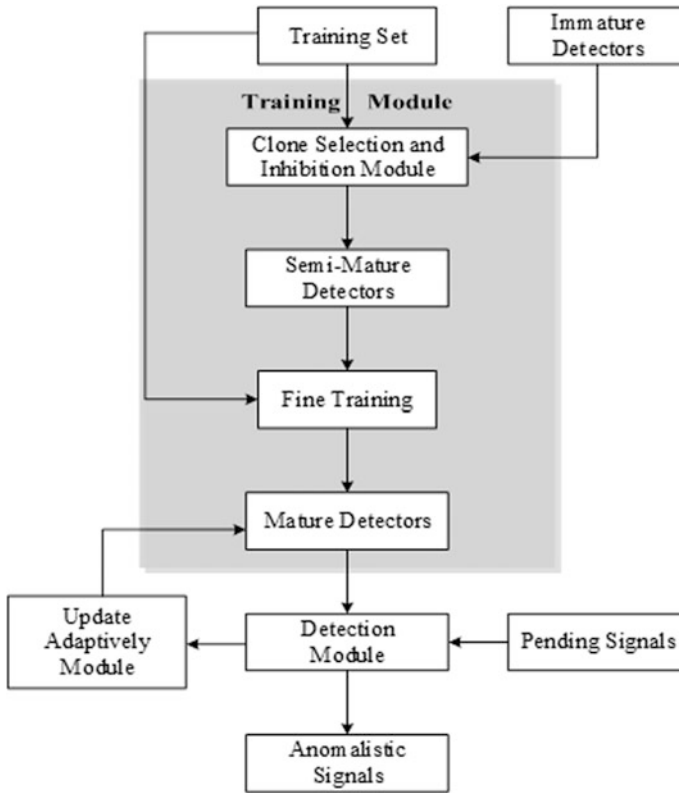 Training Set
Immature
Detectors
Training Module
Clone Selection and
Inhibition Module
Semi-Mature
Detectors
Fine Training
Mature Detectors
Update
Adaptively
Module
Detection
Module
Pending Signals
Anomalistic
Signals